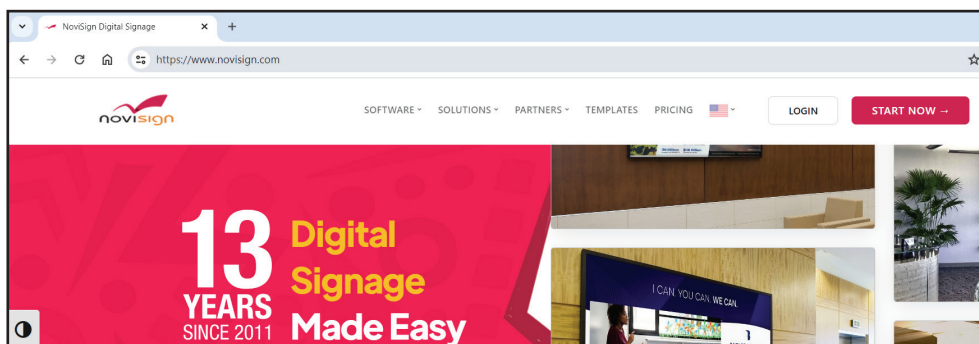 NoviSign Digital Signage
https://www.novisign.com
novisign
SOFTWARE SOLUTIONS PARTNERS TEMPLATES PRICING LOGIN START NOW →
13
YEARS
SINCE 2011
Digital
Signage
Made Easy
I CAN. YOU CAN. WE CAN.